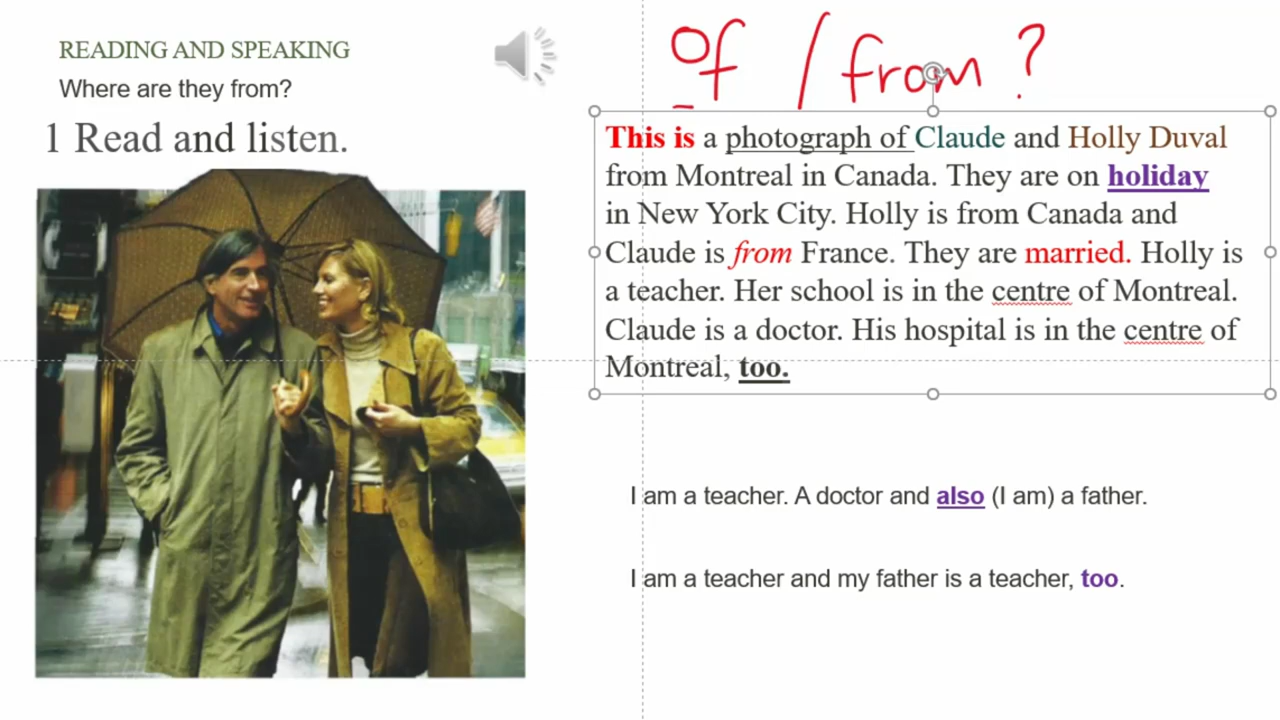 READING AND SPEAKING
Where are they from?
1 Read and listen.
of / from ?
This is a photograph of Claude and Holly Duval
from Montreal in Canada. They are on holiday
in New York City. Holly is from Canada and
Claude is from France. They are married. Holly is
a teacher. Her school is in the centre of Montreal.
Claude is a doctor. His hospital is in the centre of
Montreal, too.
I am a teacher. A doctor and also (I am) a father.
I am a teacher and my father is a teacher, too.